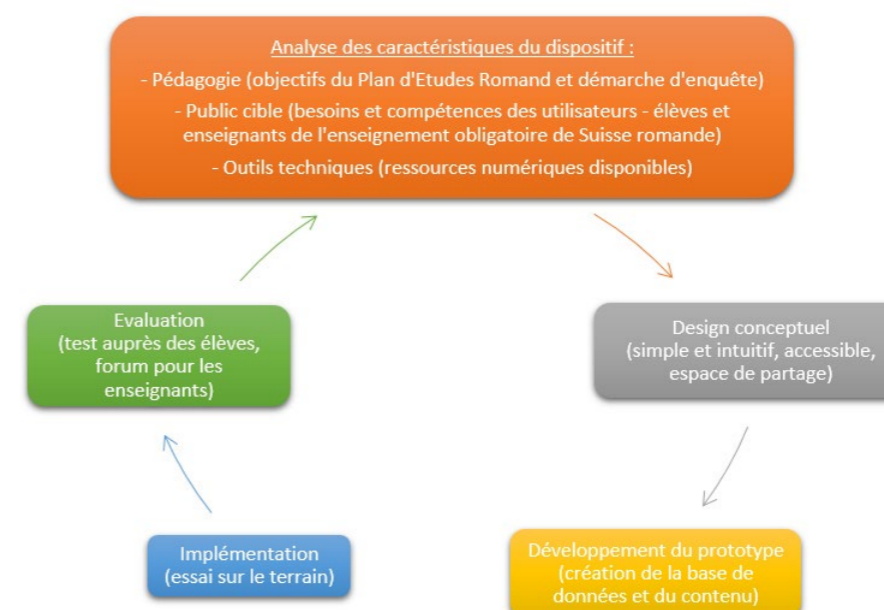 Analyse des caractéristiques du dispositif :
- Pédagogie (objectifs du Plan d'Etudes Romand et démarche d'enquête)
- Public cible (besoins et compétences des utilisateurs - élèves et
enseignants de l'enseignement obligatoire de Suisse romande)
- Outils techniques (ressources numériques disponibles)
Design conceptuel
(simple et intuitif, accessible,
espace de partage)
Développement du prototype
(création de la base de
données et du contenu)
Implémentation
(essai sur le terrain)
Evaluation
(test auprès des élèves,
forum pour les
enseignants)